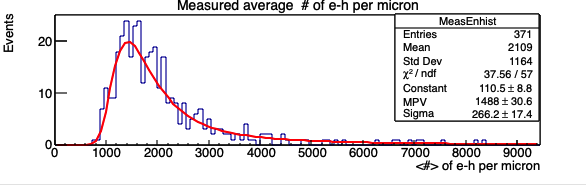 Measured average # of e-h per micron
Events
MeasEnhist
Entries 371
Mean 2109
Std Dev 1164
χ² / ndf 37.56 / 57
Constant 110.5 ± 8.8
MPV 1488 ± 30.6
Sigma 266.2 ± 17.4
20
10
0
0 1000 2000 3000 4000 5000 6000 7000 8000 9000
<#> of e-h per micron